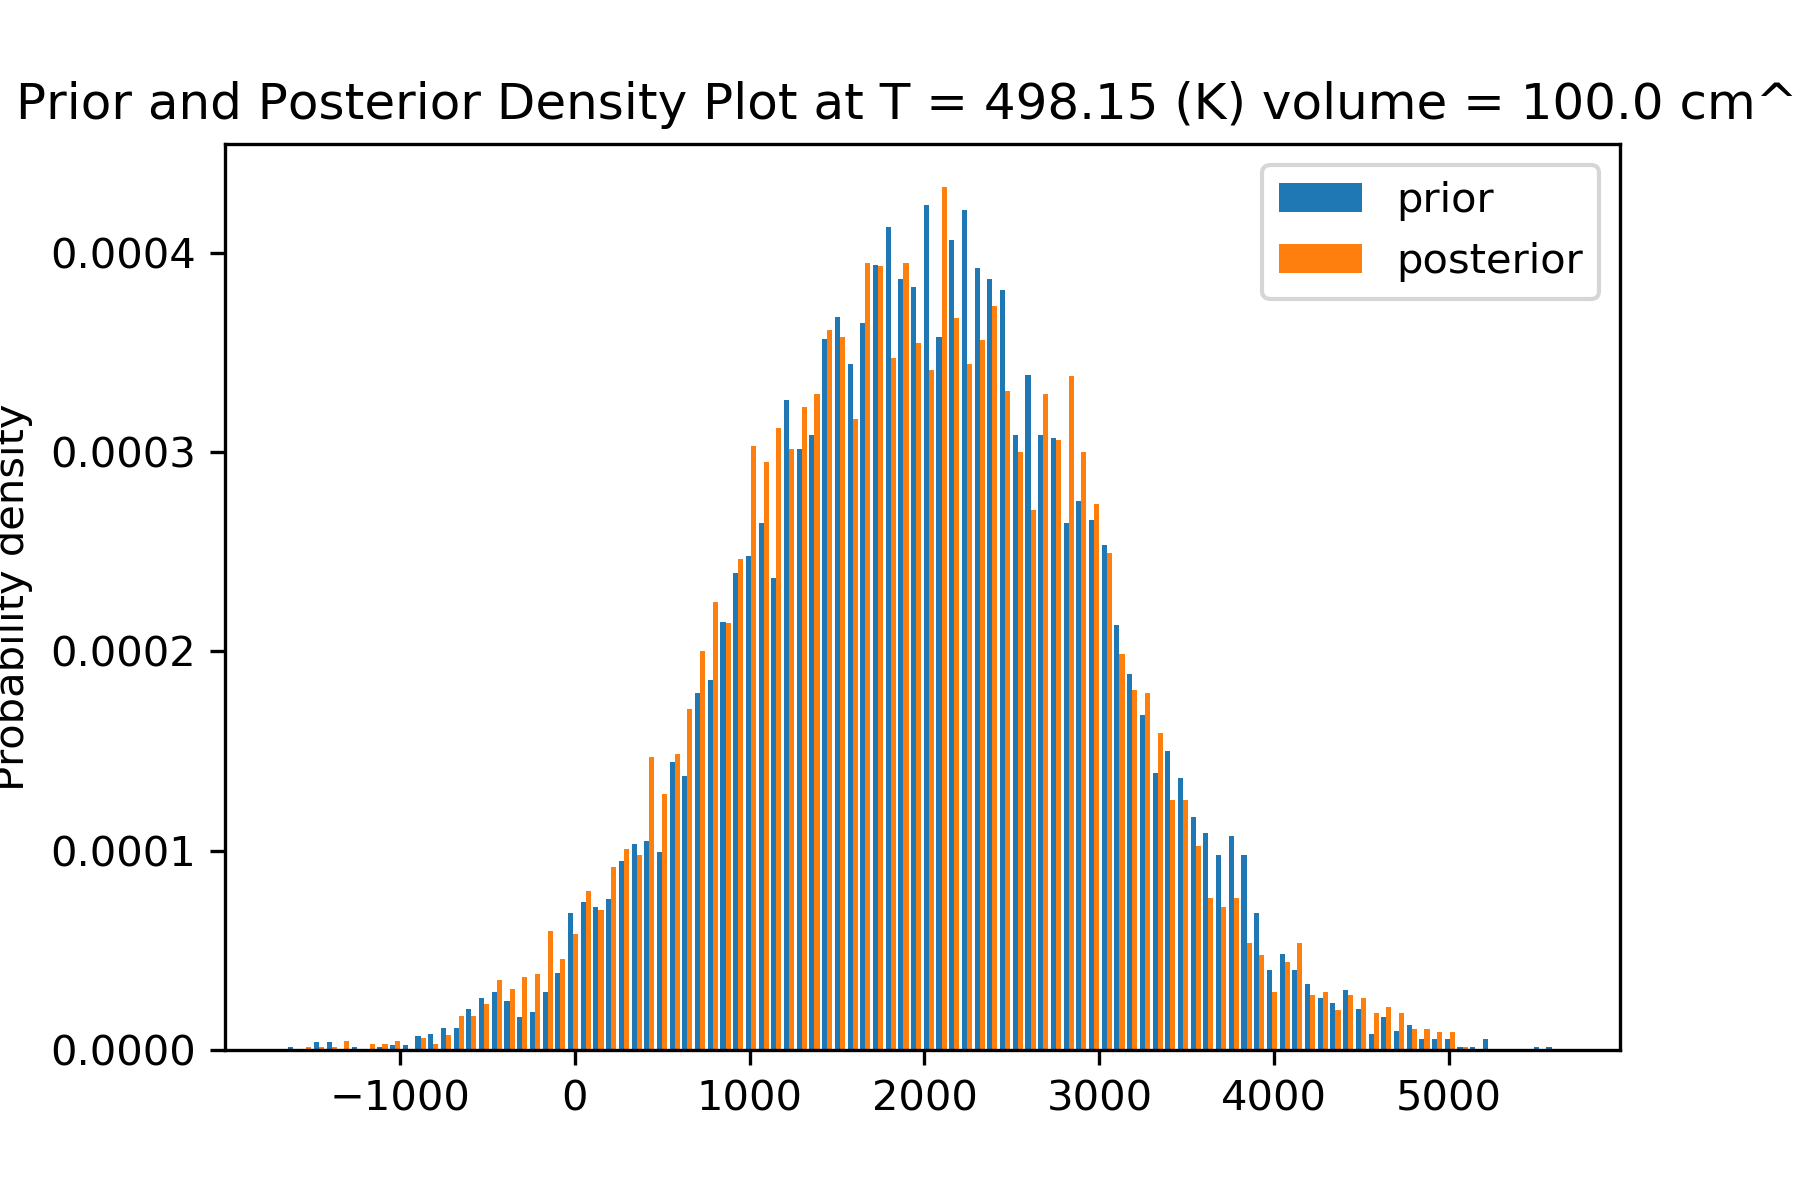 Prior and Posterior Density Plot at T = 498.15 (K) volume = 100.0 cm^
prior
posterior
Probability density
0.0004
0.0003
0.0002
0.0001
0.0000
−1000 0 1000 2000 3000 4000 5000